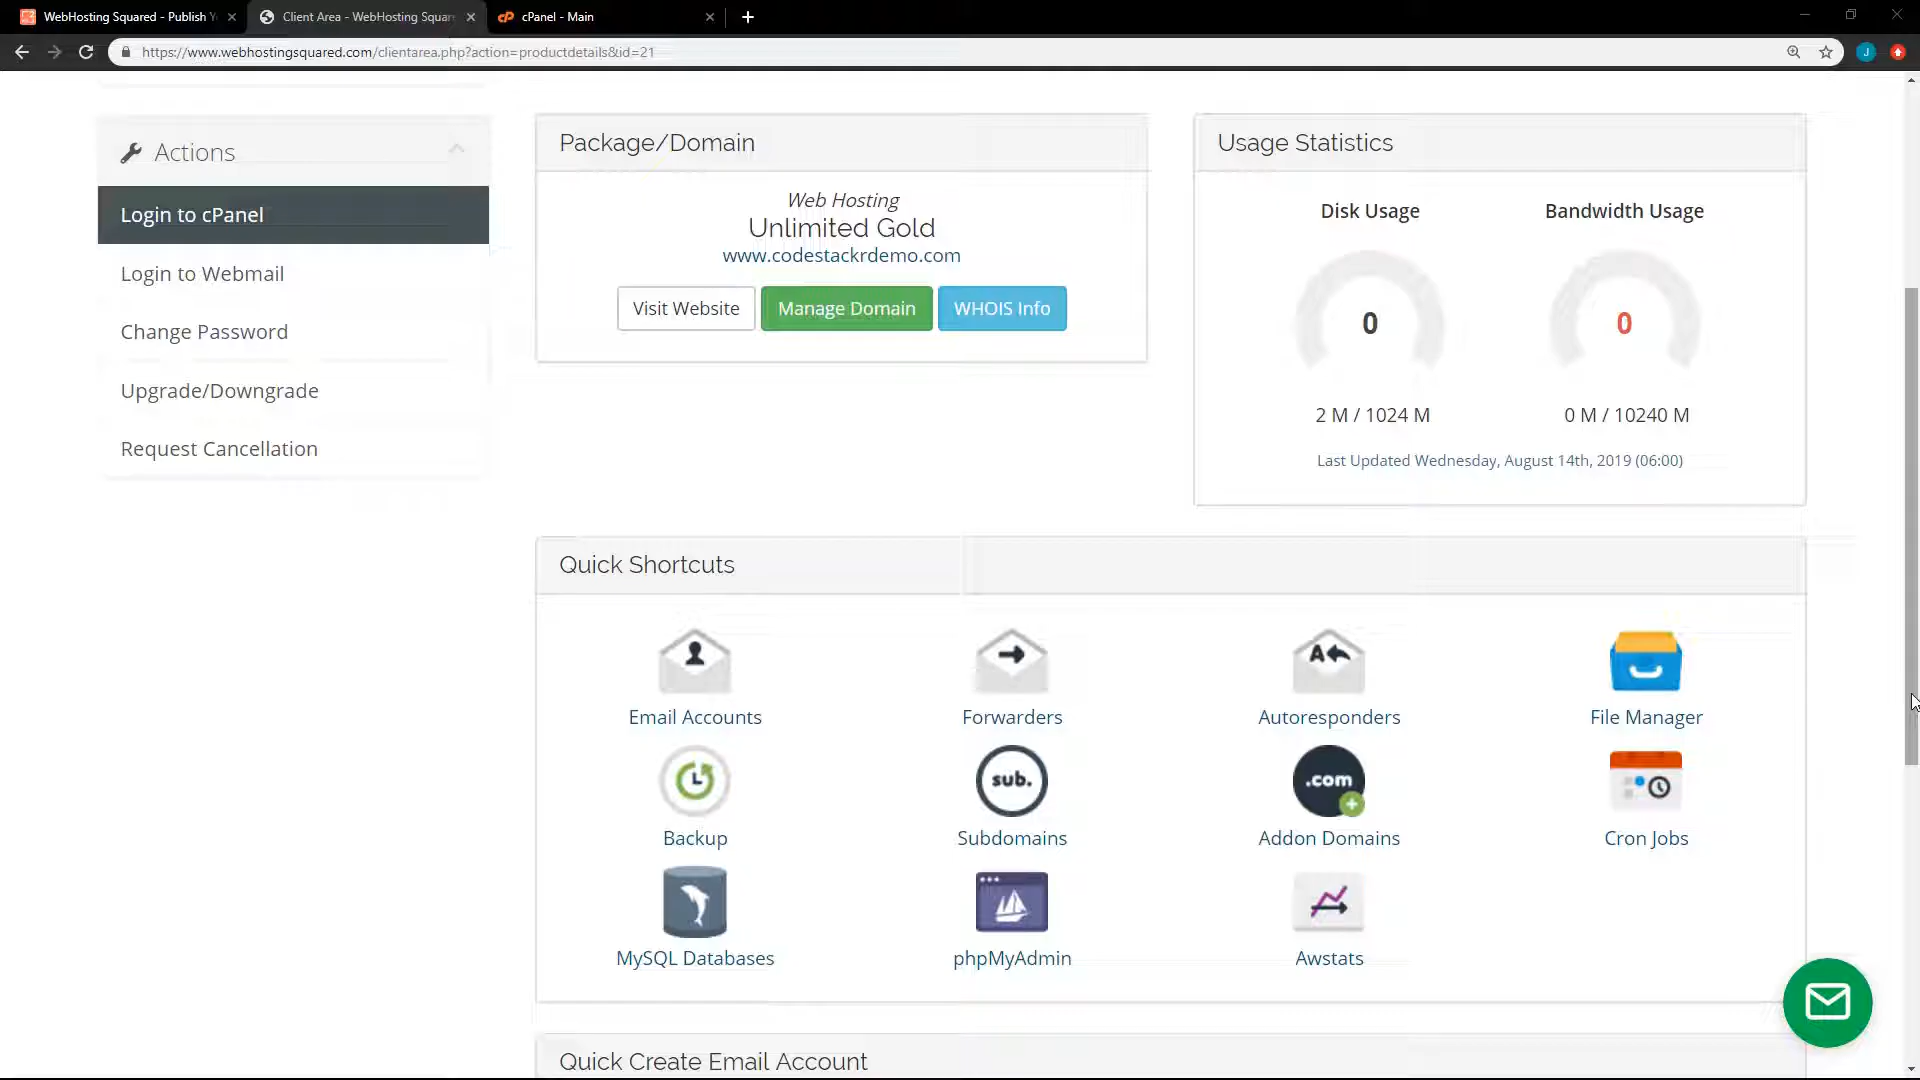 WebHosting Squared - Publish Y
Client Area - WebHosting Squar
cPanel - Main
https://www.webhostingsquared.com/clientarea.php?action=productdetails&id=21
J
Actions
Login to cPanel
Login to Webmail
Change Password
Upgrade/Downgrade
Request Cancellation
Package/Domain
Web Hosting
Unlimited Gold
www.codestackrdemo.com
Visit Website
Manage Domain
WHOIS Info
Usage Statistics
Disk Usage
Bandwidth Usage
0
0
2 M / 1024 M
0 M / 10240 M
Last Updated Wednesday, August 14th, 2019 (06:00)
Quick Shortcuts
A
Email Accounts
Forwarders
Autoresponders
File Manager
sub.
.com
Backup
Subdomains
Addon Domains
Cron Jobs
MySQL Databases
phpMyAdmin
Awstats
Quick Create Email Account